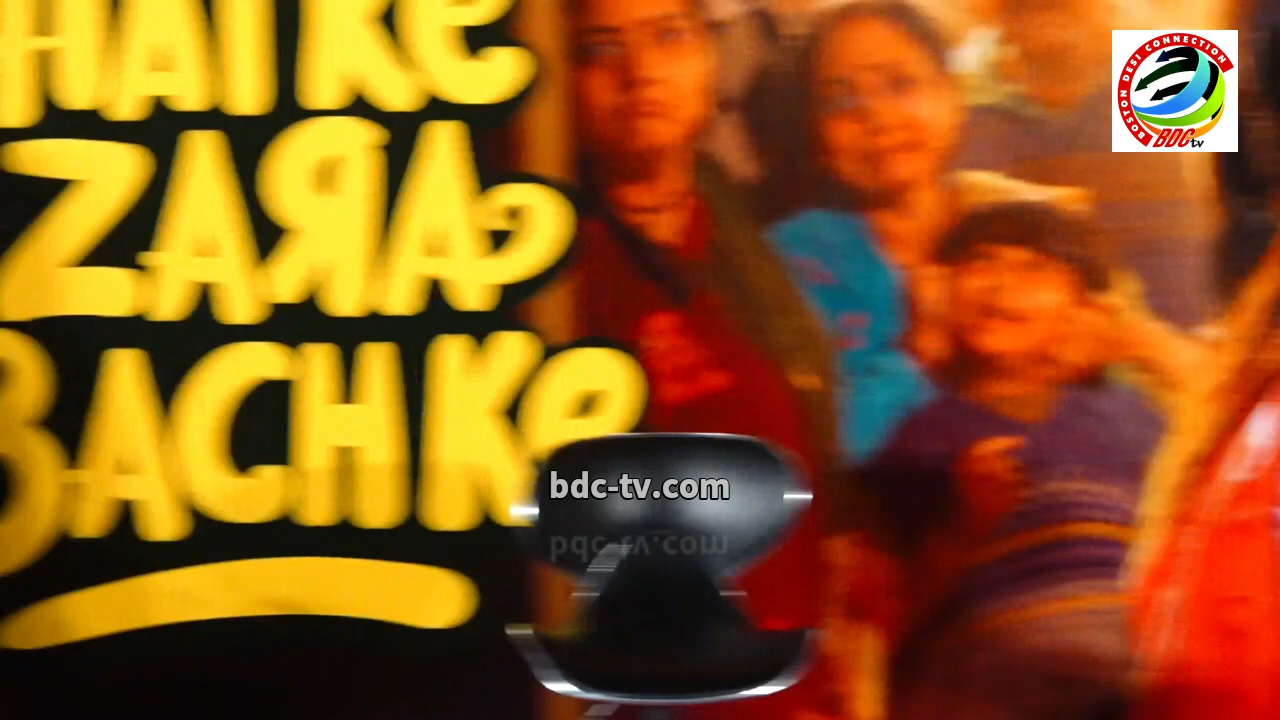 HATKE
ZARA
BACHKE
BOSTON DESI CONNECTION
BDC tv
bdc-tv.com